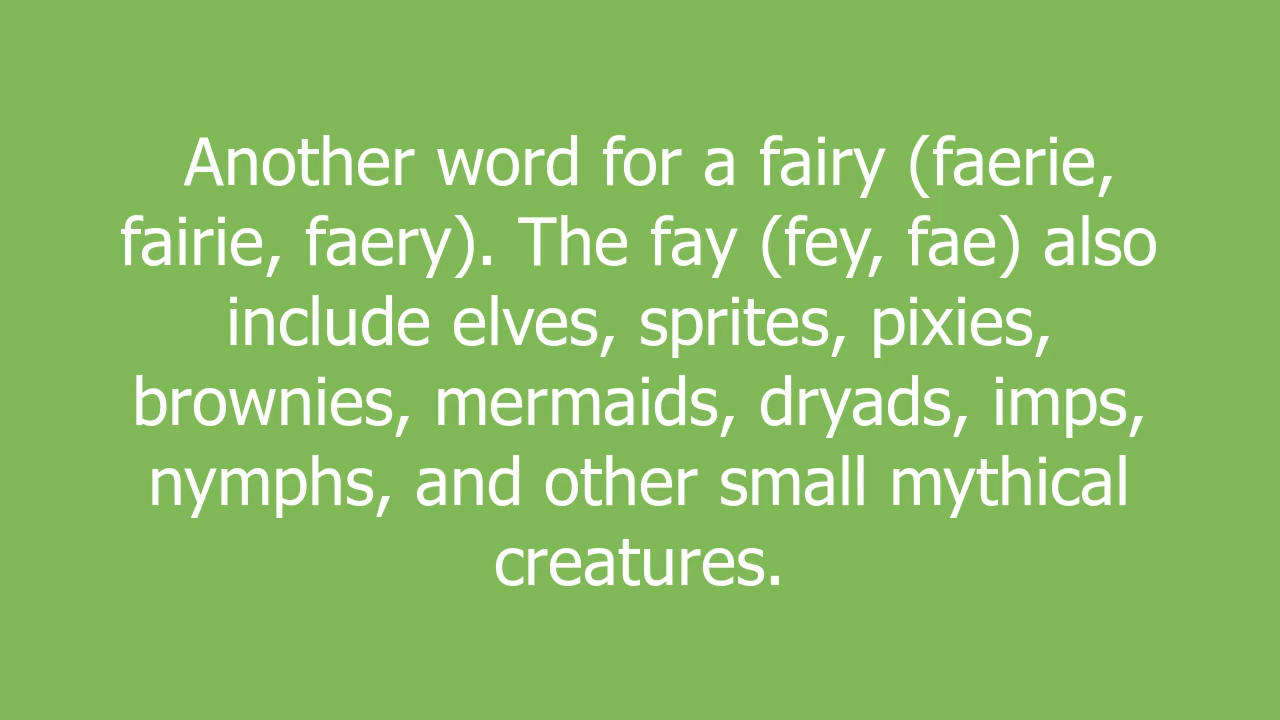 Another word for a fairy (faerie,
fairie, faery). The fay (fey, fae) also
include elves, sprites, pixies,
brownies, mermaids, dryads, imps,
nymphs, and other small mythical
creatures.